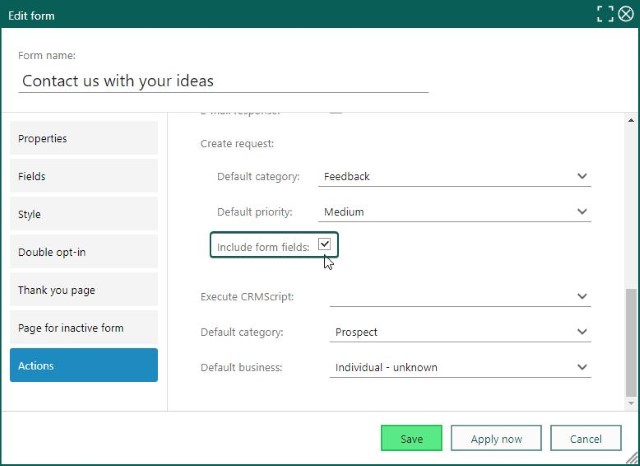 Edit form
Form name:
Contact us with your ideas
Properties
Fields
Style
Double opt-in
Thank you page
Page for inactive form
Actions
Create request:
Default category: Feedback
Default priority: Medium
Include form fields:
Execute CRMScript:
Default category: Prospect
Default business: Individual - unknown
Save Apply now Cancel